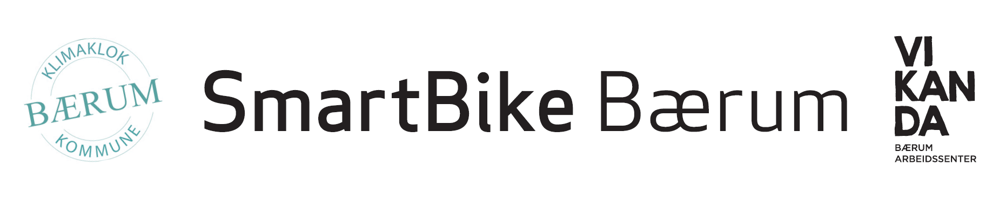 KLIMAKLOK
BÆRUM
KOMMUNE
SmartBike Bærum
VI
KAN
DA
BÆRUM
ARBEIDSSENTER